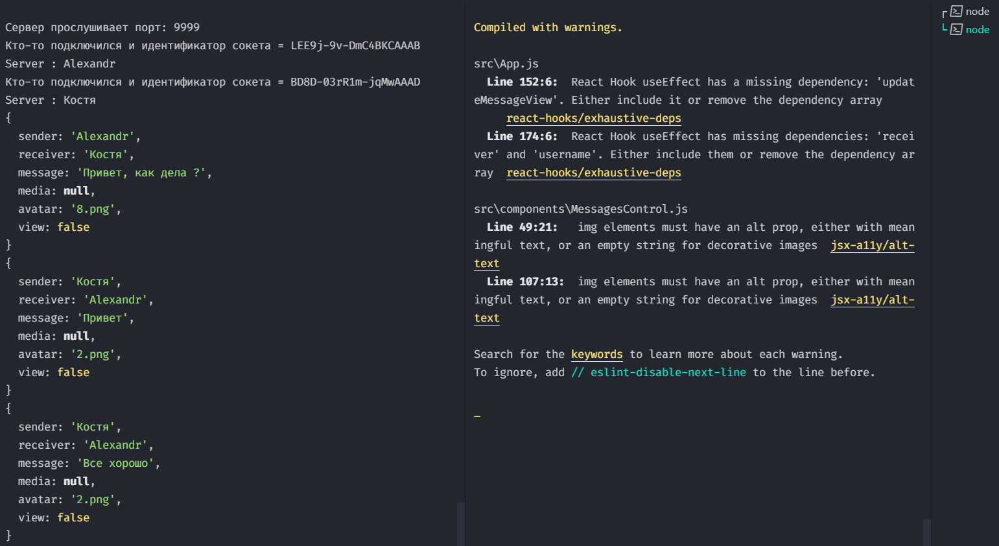 Сервер прослушивает порт: 9999
Кто-то подключился и идентификатор сокета = LEE9j-9v-DmC4BKCAAAB
Server : Alexandr
Кто-то подключился и идентификатор сокета = BD8D-03rR1m-jqMwAAAD
Server : Костя
{
  sender: 'Alexandr',
  receiver: 'Костя',
  message: 'Привет, как дела ?',
  media: null,
  avatar: '8.png',
  view: false
}
{
  sender: 'Костя',
  receiver: 'Alexandr',
  message: 'Привет',
  media: null,
  avatar: '2.png',
  view: false
}
{
  sender: 'Костя',
  receiver: 'Alexandr',
  message: 'Все хорошо',
  media: null,
  avatar: '2.png',
  view: false
}
Compiled with warnings.
src\App.js
  Line 152:6:  React Hook useEffect has a missing dependency: 'updat
eMessageView'. Either include it or remove the dependency array
     react-hooks/exhaustive-deps
  Line 174:6:  React Hook useEffect has missing dependencies: 'recei
ver' and 'username'. Either include them or remove the dependency ar
ray  react-hooks/exhaustive-deps
src\components\MessagesControl.js
  Line 49:21:   img elements must have an alt prop, either with mean
ingful text, or an empty string for decorative images  jsx-a11y/alt-
text
  Line 107:13:  img elements must have an alt prop, either with mean
ingful text, or an empty string for decorative images  jsx-a11y/alt-
text
Search for the keywords to learn more about each warning.
To ignore, add // eslint-disable-next-line to the line before.
node
node